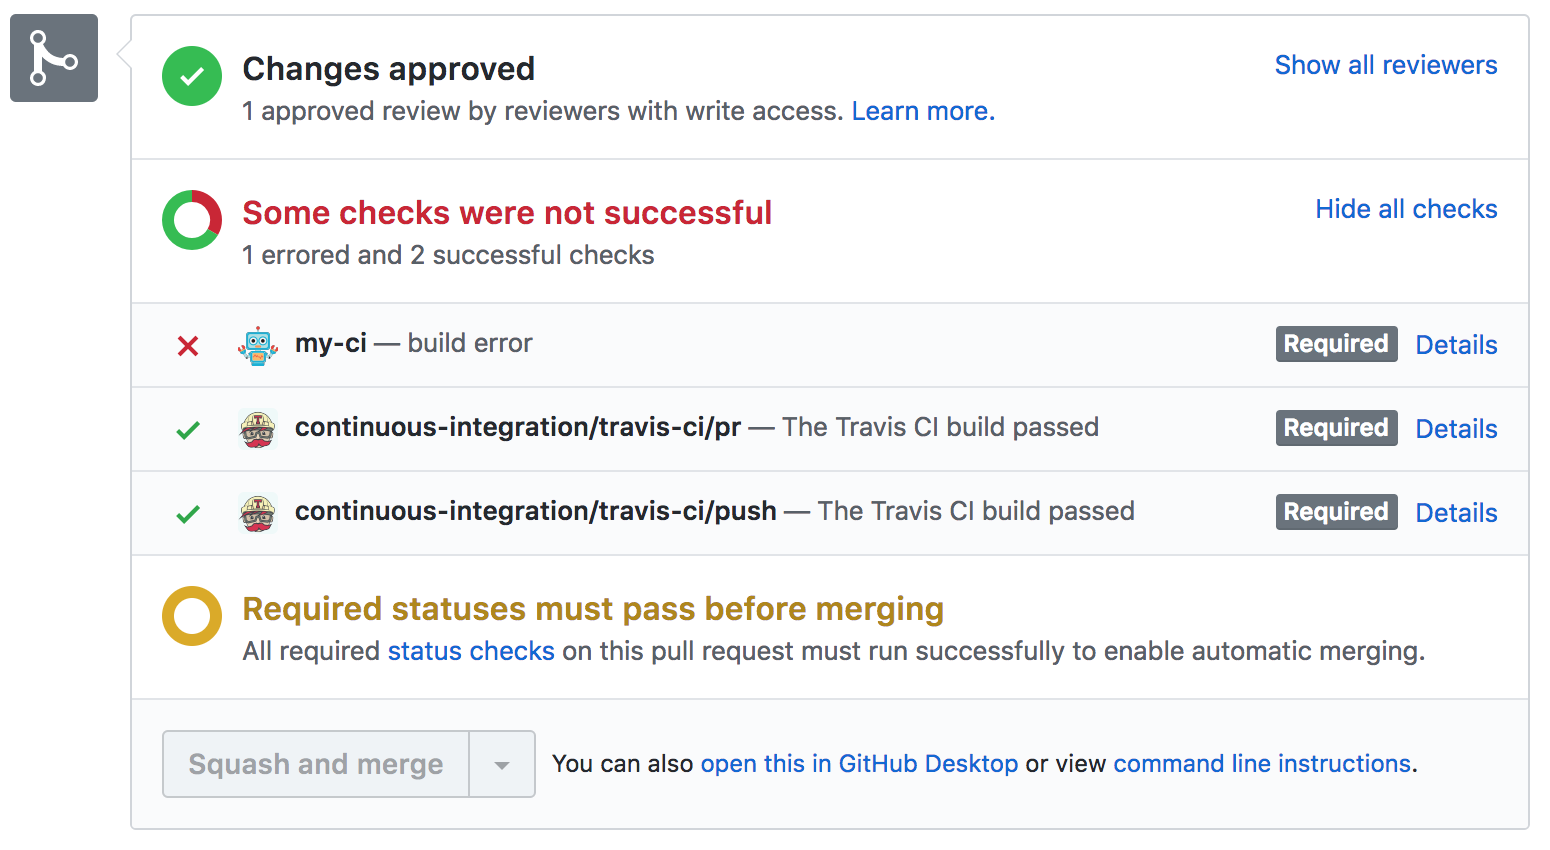 Changes approved
Show all reviewers
1 approved review by reviewers with write access. Learn more.
Some checks were not successful
Hide all checks
1 errored and 2 successful checks
my-ci — build error
Required
Details
continuous-integration/travis-ci/pr — The Travis CI build passed
Required
Details
continuous-integration/travis-ci/push — The Travis CI build passed
Required
Details
Required statuses must pass before merging
All required status checks on this pull request must run successfully to enable automatic merging.
Squash and merge
You can also open this in GitHub Desktop or view command line instructions.